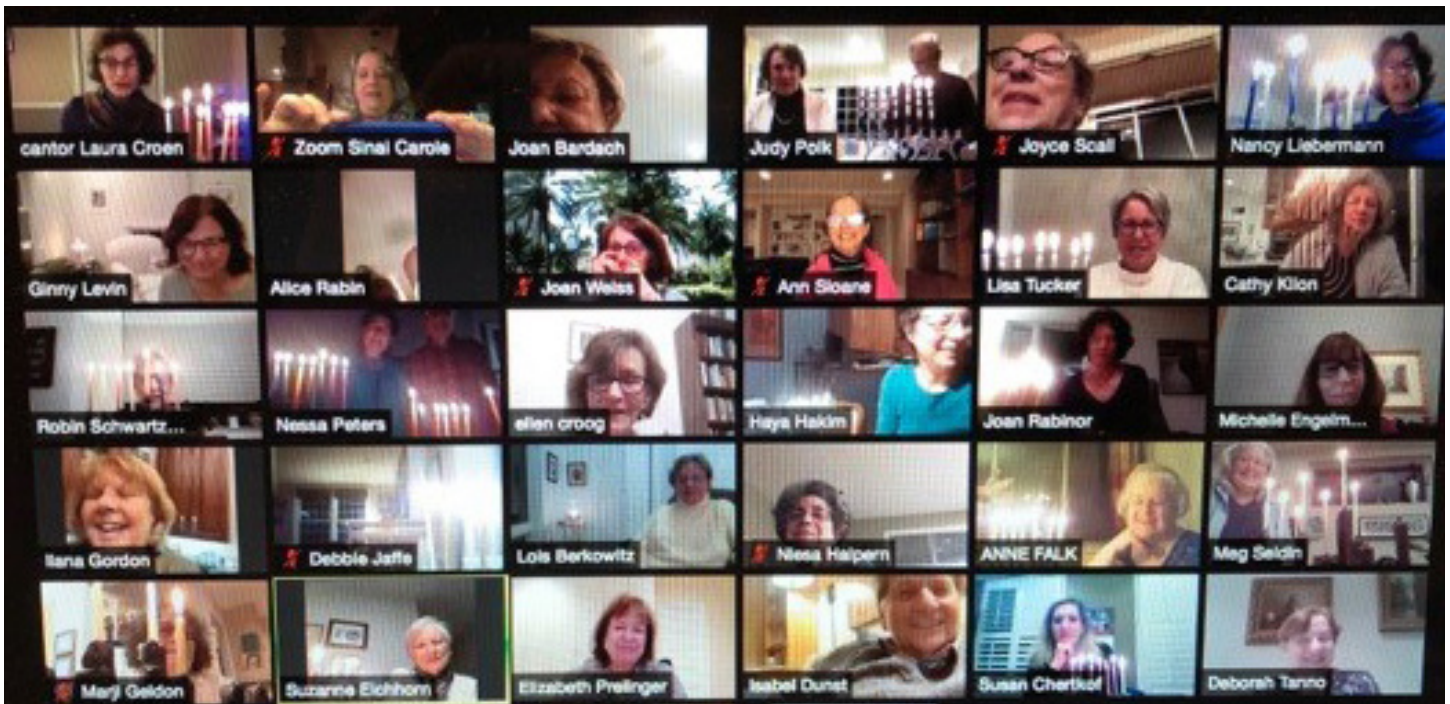 cantor Laura Croen
Zoom Sinai Carole
Joan Bardach
Judy Polk
Joyce Scall
Nancy Liebermann
Ginny Levin
Alice Rabin
Joan Weiss
Ann Sloane
Lisa Tucker
Cathy Klion
Robin Schwartz...
Nessa Peters
ellen croog
Haya Hakim
Joan Rabinor
Michelle Engelm...
Ilana Gordon
Debbie Jaffe
Lois Berkowitz
Niesa Halpern
ANNE FALK
Meg Seldin
Marji Geldon
Suzanne Eichhorn
Elizabeth Prelinger
Isabel Dunst
Susan Chertkof
Deborah Tanno